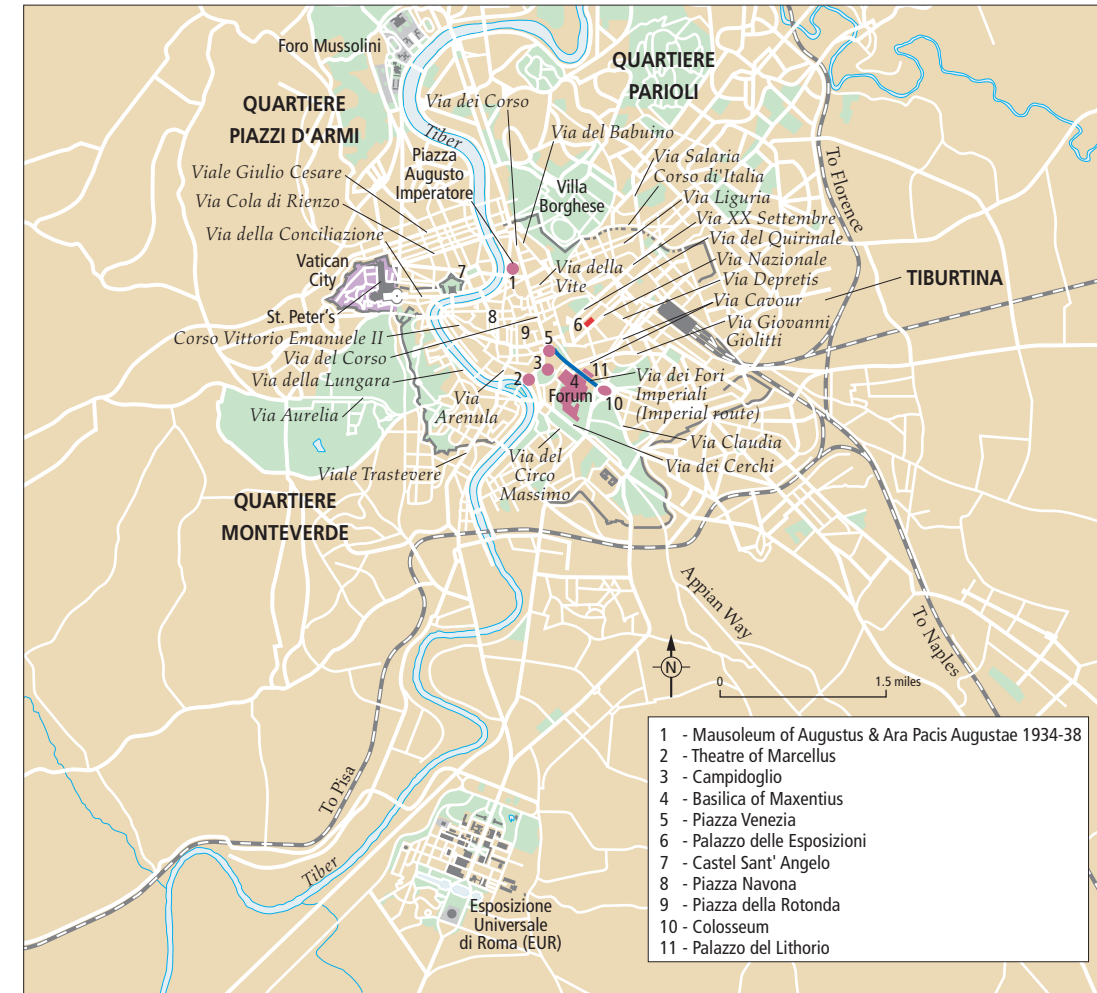 Foro Mussolini
QUARTIERE
PARIOLI
QUARTIERE
PIAZZI D'ARMI
Via dei Corso
Tiber
Via del Babuino
Piazza
Augusto
Imperatore
Via Salaria
Corso di'Italia
To Florence
Viale Giulio Cesare
Villa
Borghese
Via Liguria
Via Cola di Rienzo
Via XX Settembre
Via della Conciliazione
Via del Quirinale
Vatican
City
7
1
Via della
Vite
Via Nazionale
Via Depretis
TIBURTINA
Via Cavour
St. Peter's
8
6
Via Giovanni
Giolitti
Corso Vittorio Emanuele II
9
5
Via del Corso
3
11
Via della Lungara
2
4
Forum
10
Via dei Fori
Imperiali
(Imperial route)
Via Aurelia
Via
Arenula
Via Claudia
Viale Trastevere
Via del
Circo
Massimo
Via dei Cerchi
QUARTIERE
MONTEVERDE
Appian Way
To Naples
N
0
1.5 miles
To Pisa
Tiber
Esposizione
Universale
di Roma (EUR)
1 - Mausoleum of Augustus & Ara Pacis Augustae 1934-38
2 - Theatre of Marcellus
3 - Campidoglio
4 - Basilica of Maxentius
5 - Piazza Venezia
6 - Palazzo delle Esposizioni
7 - Castel Sant' Angelo
8 - Piazza Navona
9 - Piazza della Rotonda
10 - Colosseum
11 - Palazzo del Lithorio